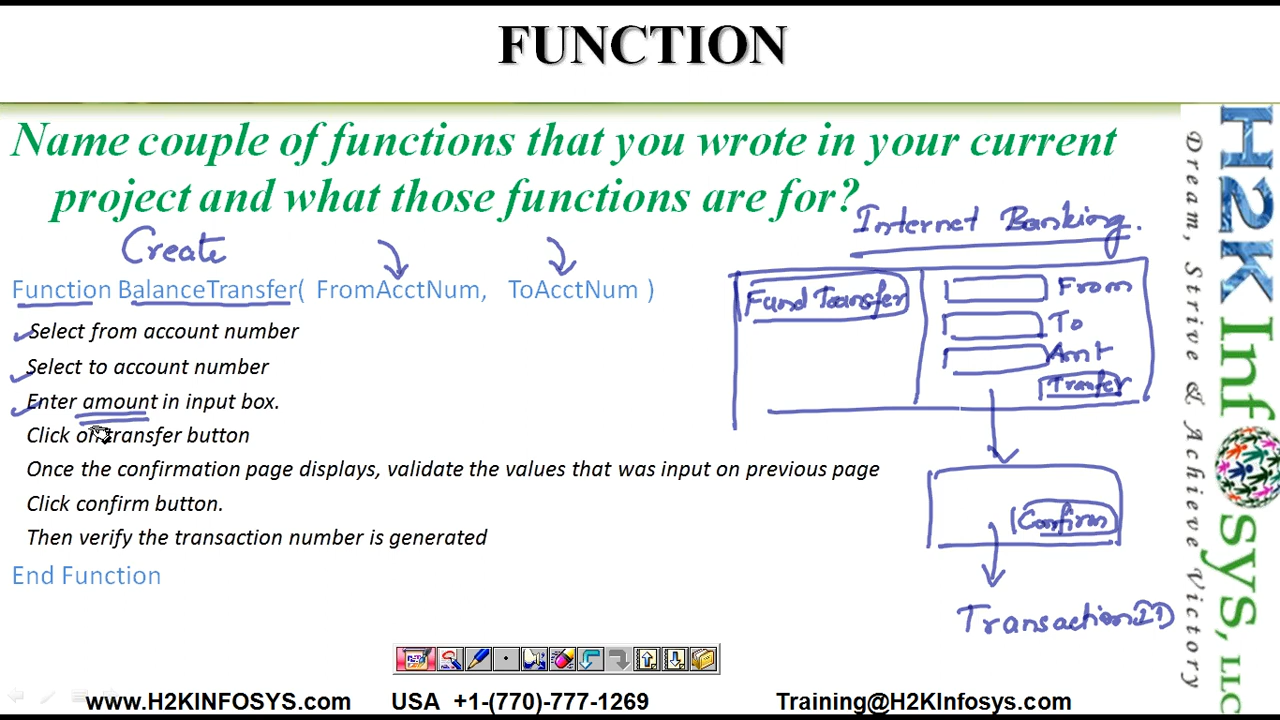 FUNCTION
Name couple of functions that you wrote in your current
project and what those functions are for?
Internet Banking.
Create
Function BalanceTransfer( FromAcctNum, ToAcctNum )
Select from account number
Select to account number
Enter amount in input box.
Click on transfer button
Once the confirmation page displays, validate the values that was input on previous page
Click confirm button.
Then verify the transaction number is generated
End Function
Fund Transfer
From
To
Amt
Tranfer
Confirm
Transaction ID
H2K Infosys, LLC
Dream, Strive & Achieve Victory
www.H2KINFOSYS.com USA +1-(770)-777-1269 Training@H2KInfosys.com